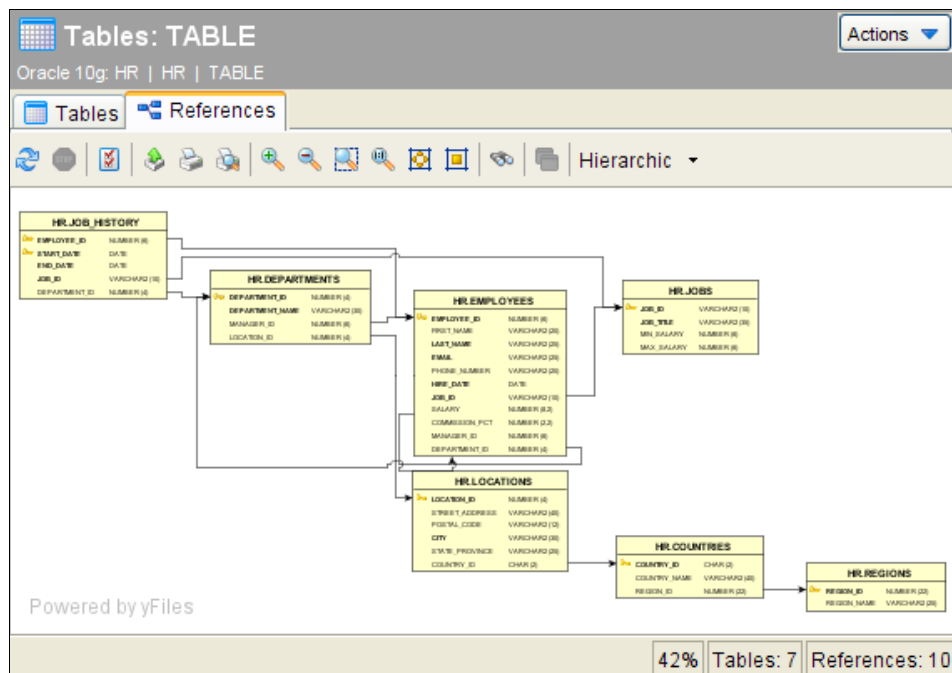 Tables: TABLE
Actions
Oracle 10g: HR | HR | TABLE
Tables
References
Hierarchic
HR.JOB_HISTORY
EMPLOYEE_ID NUMBER (6)
START_DATE DATE
END_DATE DATE
JOB_ID VARCHAR2 (10)
DEPARTMENT_ID NUMBER (4)
HR.DEPARTMENTS
DEPARTMENT_ID NUMBER (4)
DEPARTMENT_NAME VARCHAR2 (30)
MANAGER_ID NUMBER (6)
LOCATION_ID NUMBER (4)
HR.EMPLOYEES
EMPLOYEE_ID NUMBER (6)
FIRST_NAME VARCHAR2 (20)
LAST_NAME VARCHAR2 (25)
EMAIL VARCHAR2 (25)
PHONE_NUMBER VARCHAR2 (20)
HIRE_DATE DATE
JOB_ID VARCHAR2 (10)
SALARY NUMBER (8,2)
COMMISSION_PCT NUMBER (2,2)
MANAGER_ID NUMBER (6)
DEPARTMENT_ID NUMBER (4)
HR.JOBS
JOB_ID VARCHAR2 (10)
JOB_TITLE VARCHAR2 (35)
MIN_SALARY NUMBER (6)
MAX_SALARY NUMBER (6)
HR.LOCATIONS
LOCATION_ID NUMBER (4)
STREET_ADDRESS VARCHAR2 (40)
POSTAL_CODE VARCHAR2 (12)
CITY VARCHAR2 (30)
STATE_PROVINCE VARCHAR2 (25)
COUNTRY_ID CHAR (2)
HR.COUNTRIES
COUNTRY_ID CHAR (2)
COUNTRY_NAME VARCHAR2 (40)
REGION_ID NUMBER (22)
HR.REGIONS
REGION_ID NUMBER (22)
REGION_NAME VARCHAR2 (25)
Powered by yFiles
42%
Tables: 7
References: 10